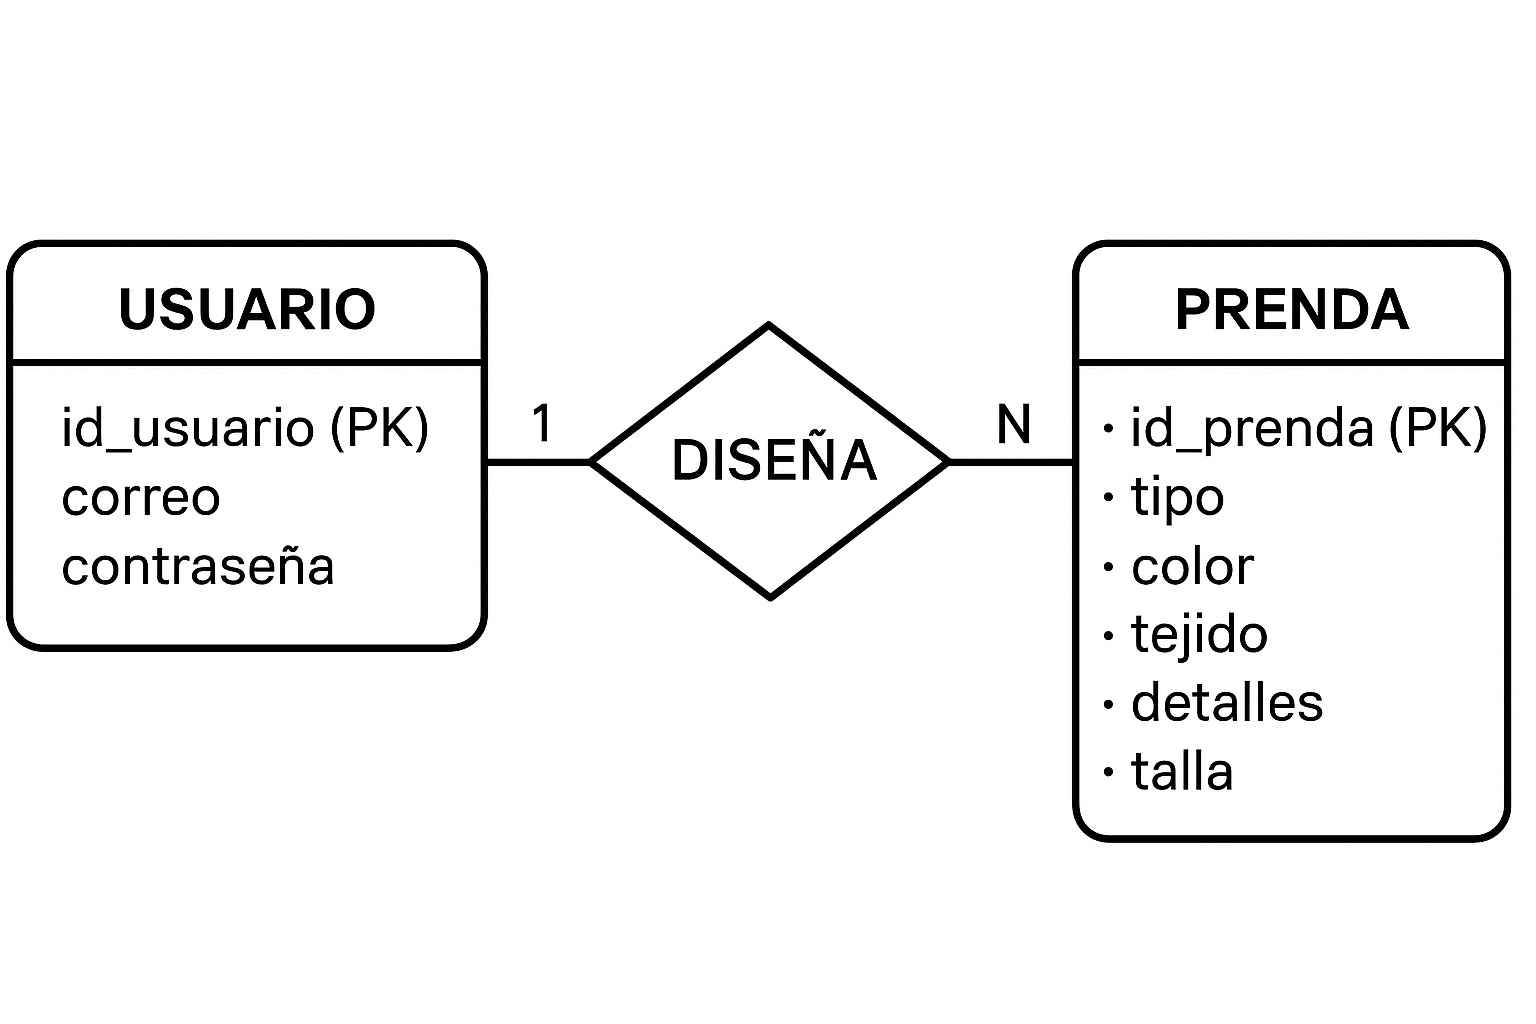 USUARIO
id_usuario (PK)
correo
contraseña
1
DISEÑA
N
PRENDA
· id_prenda (PK)
· tipo
· color
· tejido
· detalles
· talla